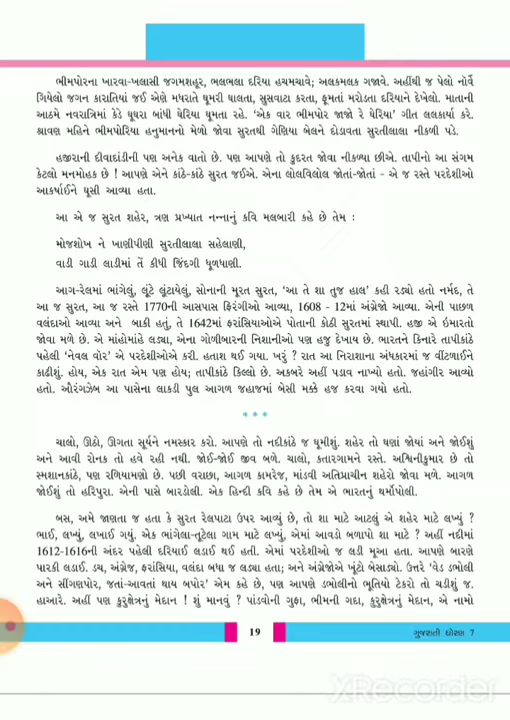 ભીમપોરના ખારવા-ખલાસી જગમશહૂર, ભલભલા દરિયા હચમચાવે; અલકમલક ગજાવે. અહીંથી જ પેલો નોર્વે
ગિયેલો જગન કારાતિયાં જઈ એણે મધરાતે ઘૂમરી ઘાલતા, સુસવાટા કરતા, ફૂમતાં મરોડતા દરિયાને દેખેલો. માતાની
આઠમે નવરાત્રિમાં કેડે ઘૂઘરા બાંધી ઘેરિયા ઘૂમતા રહે. ‘એક વાર ભીમપોર જાજો રે ઘેરિયા’ ગીત લલકાર્યા કરે.
શ્રાવણ મહિને ભીમપોરિયા હનુમાનનો મેળો જોવા સુરતથી ગેણિયા બેલને દોડાવતા સુરતીલાલા નીકળી પડે.
હજીરાની દીવાદાંડીની પણ અનેક વાતો છે. પણ આપણે તો કુદરત જોવા નીકળ્યા છીએ. તાપીનો આ સંગમ
કેટલો મનમોહક છે ! આપણે એને કાંઠે-કાંઠે સુરત જઈએ. એના લોલવિલોલ જોતાં-જોતાં - એ જ રસ્તે પરદેશીઓ
આકર્ષાઈને ઘૂસી આવ્યા હતા.
આ એ જ સુરત શહેર, ત્રણ પ્રખ્યાત નન્નાનું કવિ મલબારી કહે છે તેમ :
મોજશોખ ને ખાણીપીણી સુરતીલાલા સહેલાણી,
વાડી ગાડી લાડીમાં તેં કીધી જિંદગી ધૂળધાણી.
આગ-રેલમાં ભાંગેલું, લૂંટે લૂંટાયેલું, સોનાની મૂરત સુરત, ‘આ તે શા તુજ હાલ’ કહી રડ્યો હતો નર્મદ, તે
આ જ સુરત, આ જ રસ્તે 1770ની આસપાસ ફિરંગીઓ આવ્યા, 1608 - 12માં અંગ્રેજો આવ્યા. એની પાછળ
વલંદાઓ આવ્યા અને બાકી હતું, તે 1642માં ફરાંસિયાઓએ પોતાની કોઠી સુરતમાં સ્થાપી. હજી એ ઇમારતો
જોવા મળે છે. એ માંહોમાંહે લડ્યા, એના ગોળીબારની નિશાનીઓ પણ હજુ દેખાય છે. ભારતને કિનારે તાપીકાંઠે
પહેલી ‘નેવલ વોર’ એ પરદેશીઓએ કરી. હતાશ થઈ ગયા. ખરું ? રાત આ નિરાશાના અંધકારમાં જ વીંટળાઈને
કાઢીશું. હોય, એક રાત એમ પણ હોય; તાપીકાંઠે કિલ્લો છે. અકબરે અહીં પડાવ નાખ્યો હતો. જહાંગીર આવ્યો
હતો. ઔરંગઝેબ આ પાસેના લાકડી પુલ આગળ જહાજમાં બેસી મક્કે હજ કરવા ગયો હતો.
* * *
ચાલો, ઊઠો, ઊગતા સૂર્યને નમસ્કાર કરો. આપણે તો નદીકાંઠે જ ઘૂમીશું. શહેર તો ઘણાં જોયાં અને જોઈશું
અને આવી રોનક તો હવે રહી નથી. જોઈ-જોઈ જીવ બળે. ચાલો, કતારગામને રસ્તે. અશ્વિનીકુમાર છે તો
સ્મશાનકાંઠે, પણ રળિયામણો છે. પછી વરાછા, આગળ કામરેજ, માંડવી અતિપ્રાચીન શહેરો જોવા મળે. આગળ
જોઈશું તો હરિપુરા. એની પાસે બારડોલી. એક હિન્દી કવિ કહે છે તેમ એ ભારતનું થર્મોપોલી.
બસ, અમે જાણતા જ હતા કે સુરત રેલપાટા ઉપર આવ્યું છે, તો શા માટે આટલું એ શહેર માટે લખ્યું ?
ભાઈ, લખ્યું, લખાઈ ગયું. એક ભાંગેલા-તૂટેલા ગામ માટે લખ્યું, એમાં આવડો બળાપો શા માટે ? અહીં નદીમાં
1612-1616ની અંદર પહેલી દરિયાઈ લડાઈ થઈ હતી. એમાં પરદેશીઓ જ લડી મૂઆ હતા. આપણે બારણે
પારકી લડાઈ. ડચ, અંગ્રેજ, ફરાંસિયા, વલંદા બધા જ લડ્યા હતા; અને અંગ્રેજોએ ખૂંટો બેસાડ્યો. ઉત્તરે ‘વેડ ડભોલી
અને સીંગણપોર, જતાં-આવતાં થાય બપોર’ એમ કહે છે, પણ આપણે ડભોલીનો ભૂતિયો ટેકરો તો ચડીશું જ.
હાઆરે. અહીં પણ કુરુક્ષેત્રનું મેદાન ! શું માનવું ? પાંડવોની ગુફા, ભીમની ગદા, કુરુક્ષેત્રનું મેદાન, એ નામો
19
ગુજરાતી ધોરણ 7
XRecorder